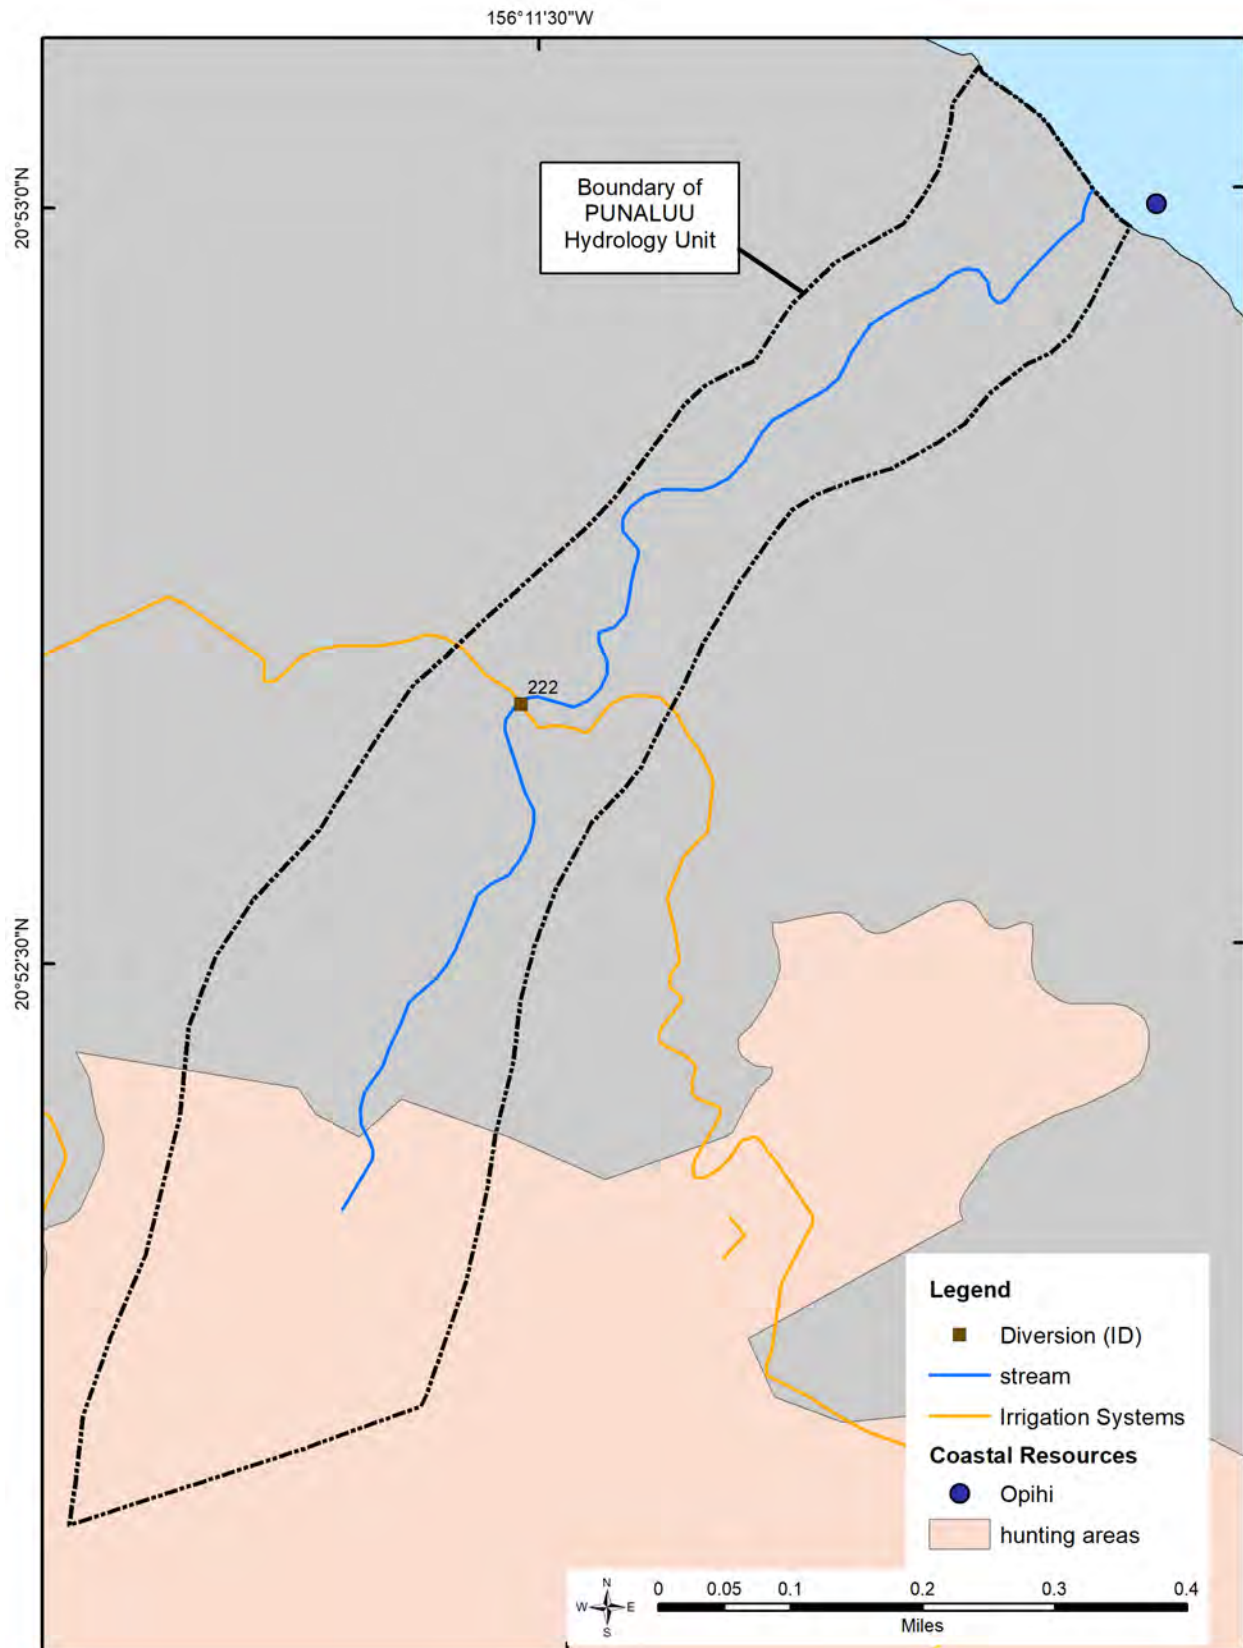 156°11'30"W
20°53'0"N
Boundary of
PUNALUU
Hydrology Unit
222
20°52'30"N
Legend
Diversion (ID)
stream
Irrigation Systems
Coastal Resources
Opihi
hunting areas
N
W E
S
0 0.05 0.1 0.2 0.3 0.4
Miles